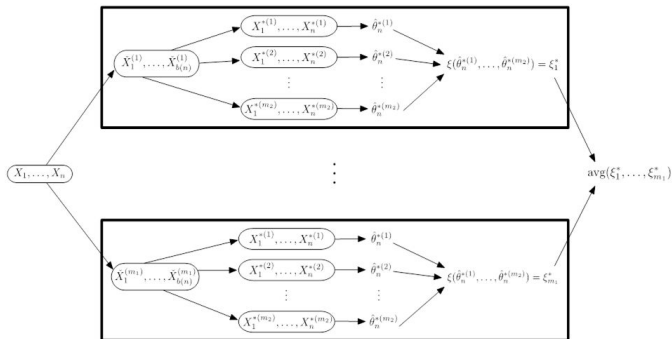 X_1^{*(1)}, . . . , X_n^{*(1)} θ̂_n^{*(1)}
X̌_1^{(1)}, . . . , X̌_{b(n)}^{(1)} X_1^{*(2)}, . . . , X_n^{*(2)} θ̂_n^{*(2)} ξ(θ̂_n^{*(1)}, . . . , θ̂_n^{*(m_2)}) = ξ_1^*
⋮ ⋮ ⋮
X_1^{*(m_2)}, . . . , X_n^{*(m_2)} θ̂_n^{*(m_2)}
X_1, . . . , X_n ⋮ avg(ξ_1^*, . . . , ξ_{m_1}^*)
X_1^{*(1)}, . . . , X_n^{*(1)} θ̂_n^{*(1)}
X̌_1^{(m_1)}, . . . , X̌_{b(n)}^{(m_1)} X_1^{*(2)}, . . . , X_n^{*(2)} θ̂_n^{*(2)} ξ(θ̂_n^{*(1)}, . . . , θ̂_n^{*(m_2)}) = ξ_{m_1}^*
⋮ ⋮ ⋮
X_1^{*(m_2)}, . . . , X_n^{*(m_2)} θ̂_n^{*(m_2)}